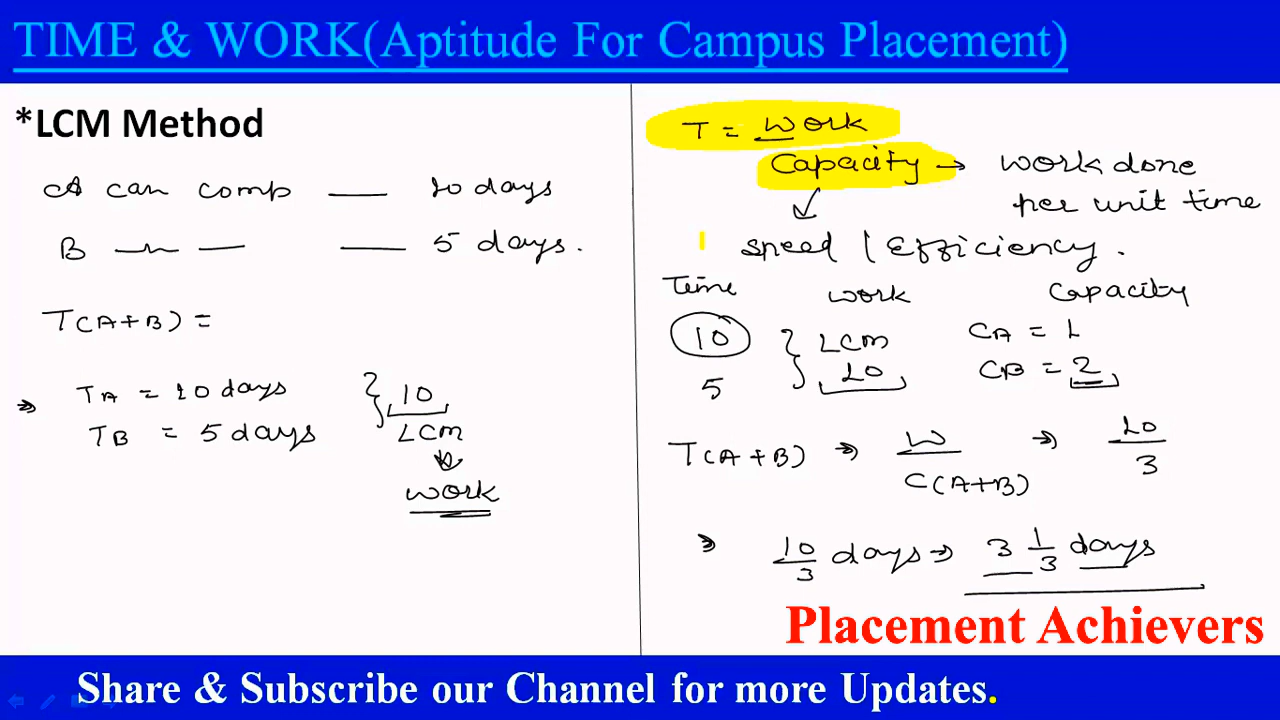 TIME & WORK(Aptitude For Campus Placement)
*LCM Method
A can comp — 10 days
B — — 5 days.
T(A+B) =
⇒ TA = 10 days } 10
TB = 5 days LCM
work
T = work
Capacity → work done
per unit time
speed | Efficiency.
Time work Capacity
10 } LCM CA = 1
5 10 CB = 2
T(A+B) ⇒ W / C(A+B) ⇒ 10 / 3
⇒ 10/3 days ⇒ 3 1/3 days
Placement Achievers
Share & Subscribe our Channel for more Updates.